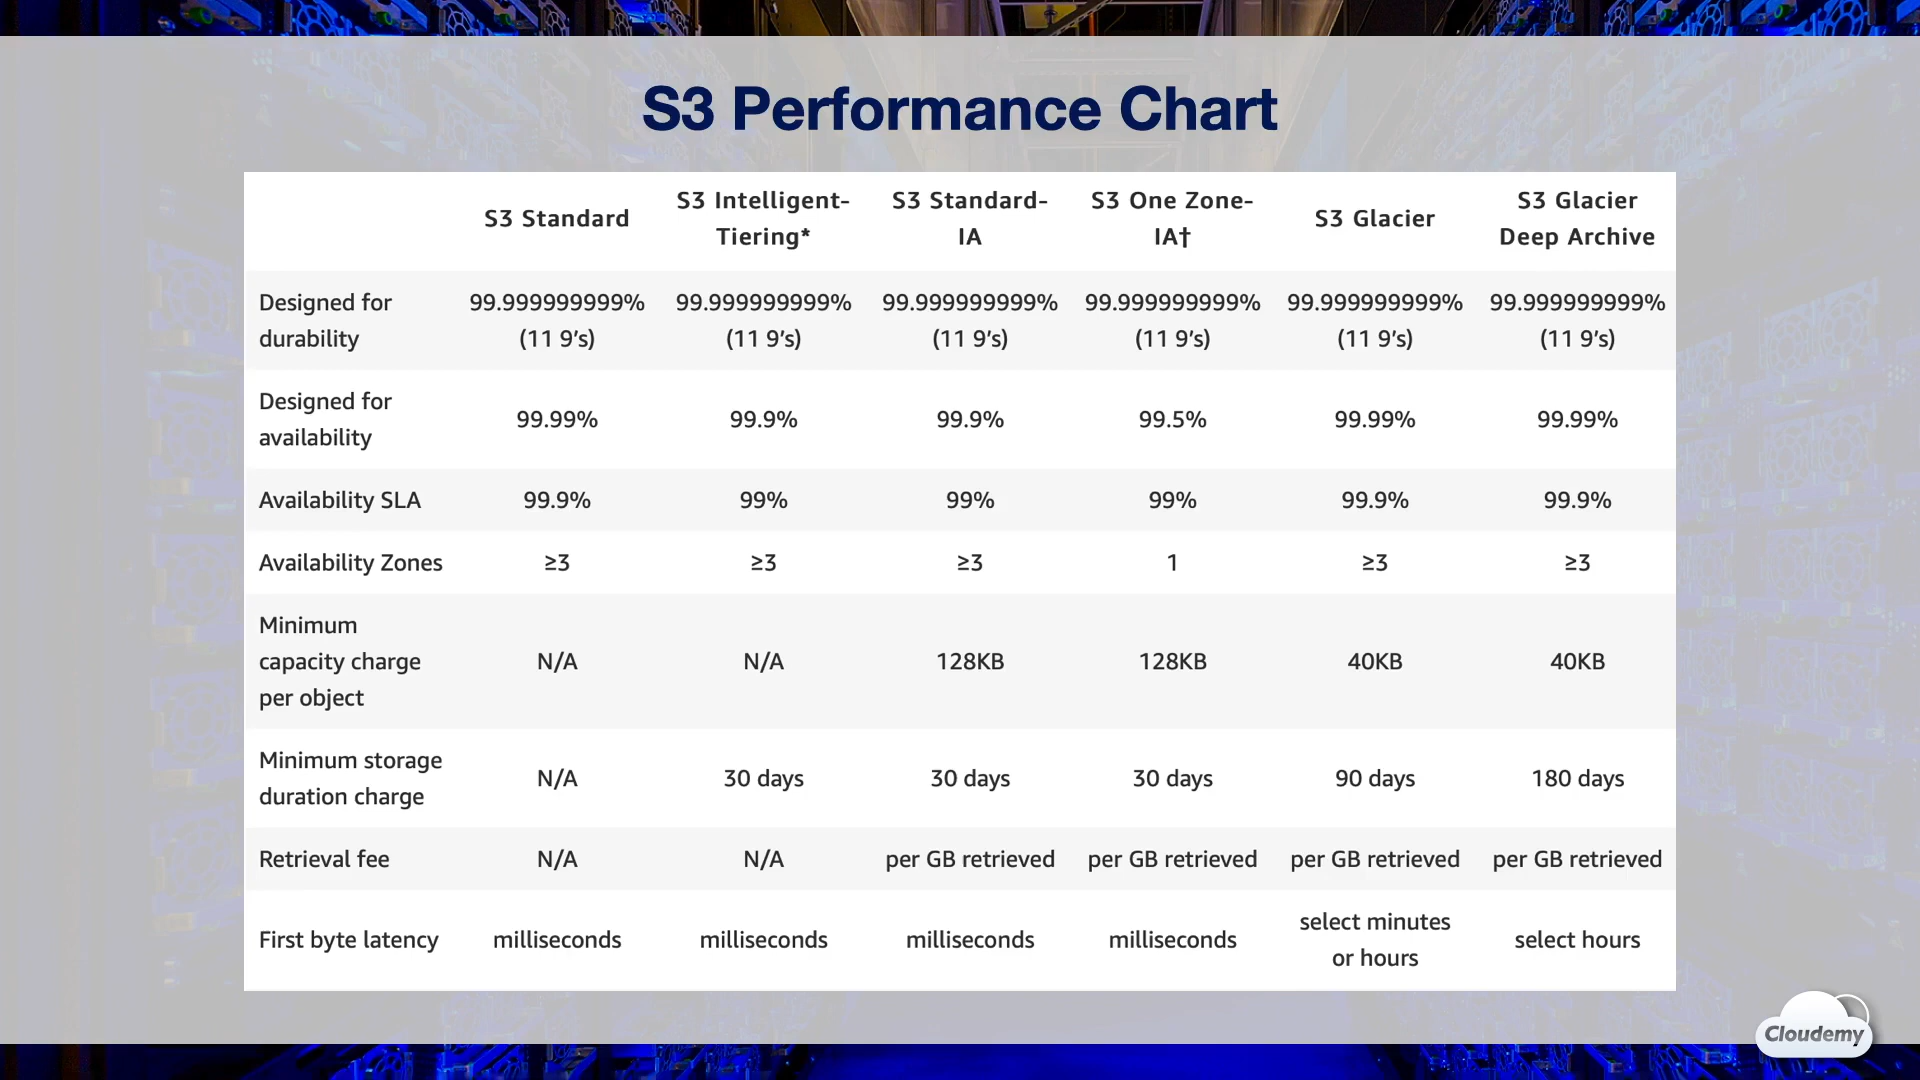 S3 Performance Chart
S3 Standard
S3 Intelligent-
Tiering*
S3 Standard-
IA
S3 One Zone-
IA†
S3 Glacier
S3 Glacier
Deep Archive
Designed for
durability
99.999999999%
(11 9’s)
99.999999999%
(11 9’s)
99.999999999%
(11 9’s)
99.999999999%
(11 9’s)
99.999999999%
(11 9’s)
99.999999999%
(11 9’s)
Designed for
availability
99.99%
99.9%
99.9%
99.5%
99.99%
99.99%
Availability SLA
99.9%
99%
99%
99%
99.9%
99.9%
Availability Zones
≥3
≥3
≥3
1
≥3
≥3
Minimum
capacity charge
per object
N/A
N/A
128KB
128KB
40KB
40KB
Minimum storage
duration charge
N/A
30 days
30 days
30 days
90 days
180 days
Retrieval fee
N/A
N/A
per GB retrieved
per GB retrieved
per GB retrieved
per GB retrieved
First byte latency
milliseconds
milliseconds
milliseconds
milliseconds
select minutes
or hours
select hours
Cloudemy